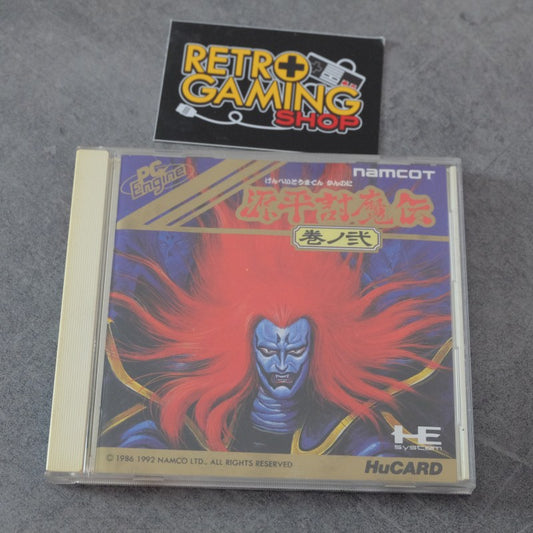 RETRO
GAMING
SHOP
PC Engine
namcoT
げんぺいとうまでん かんのに
源平討魔伝
巻ノ弐
HE
SYSTEM
© 1986 1992 NAMCO LTD., ALL RIGHTS RESERVED
HuCARD